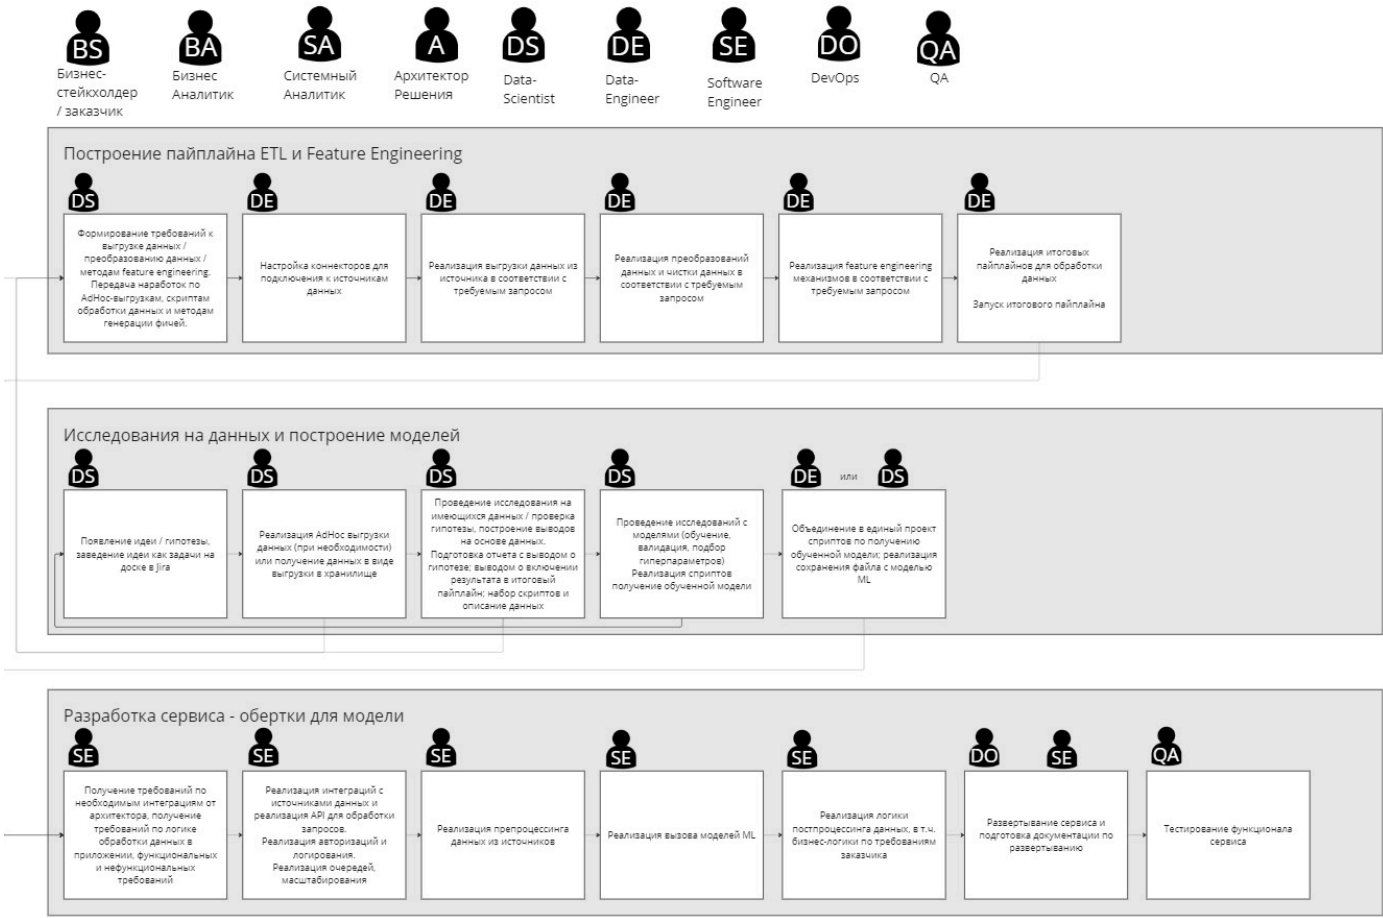 BS
BA
SA
A
DS
DE
SE
DO
QA
Бизнес-
стейкхолдер
/ заказчик
Бизнес
Аналитик
Системный
Аналитик
Архитектор
Решения
Data-
Scientist
Data-
Engineer
Software
Engineer
DevOps
QA
Построение пайплайна ETL и Feature Engineering
DS
DE
DE
DE
DE
DE
Формирование требований к
выгрузке данных /
преобразованию данных /
методам feature engineering.
Передача наработок по
AdHoc-выгрузкам, скриптам
обработки данных и методам
генерации фичей.
Настройка коннекторов для
подключения к источникам
данных
Реализация выгрузки данных из
источника в соответствии с
требуемым запросом
Реализация преобразований
данных и чистки данных в
соответствии с требуемым
запросом
Реализация feature engineering
механизмов в соответствии с
требуемым запросом
Реализация итоговых
пайплайнов для обработки
данных
Запуск итогового пайплайна
Исследования на данных и построение моделей
DS
DS
DS
DS
DE
или
DS
Появление идеи / гипотезы,
заведение идеи как задачи на
доске в Jira
Реализация AdHoc выгрузки
данных (при необходимости)
или получение данных в виде
выгрузки в хранилище
Проведение исследования на
имеющихся данных / проверка
гипотезы, построение выводов
на основе данных.
Подготовка отчета с выводом о
гипотезе; выводом о включении
результата в итоговый
пайплайн; набор скриптов и
описание данных
Проведение исследований с
моделями (обучение,
валидация, подбор
гиперпараметров)
Реализация сприптов
получение обученной модели
Объединение в единый проект
сприптов по получению
обученной модели; реализация
сохранения файла с моделью
ML
Разработка сервиса - обертки для модели
SE
SE
SE
SE
SE
DO
SE
QA
Получение требований по
необходимым интеграциям от
архитектора, получение
требований по логике
обработки данных в
приложении, функциональных
и нефункциональных
требований
Реализация интеграций с
источниками данных и
реализация API для обработки
запросов.
Реализация авторизаций и
логирования.
Реализация очередей,
масштабирования
Реализация препроцессинга
данных из источников
Реализация вызова моделей ML
Реализация логики
постпроцессинга данных, в т.ч.
бизнес-логики по требованиям
заказчика
Развертывание сервиса и
подготовка документации по
развертыванию
Тестирование функционала
сервиса